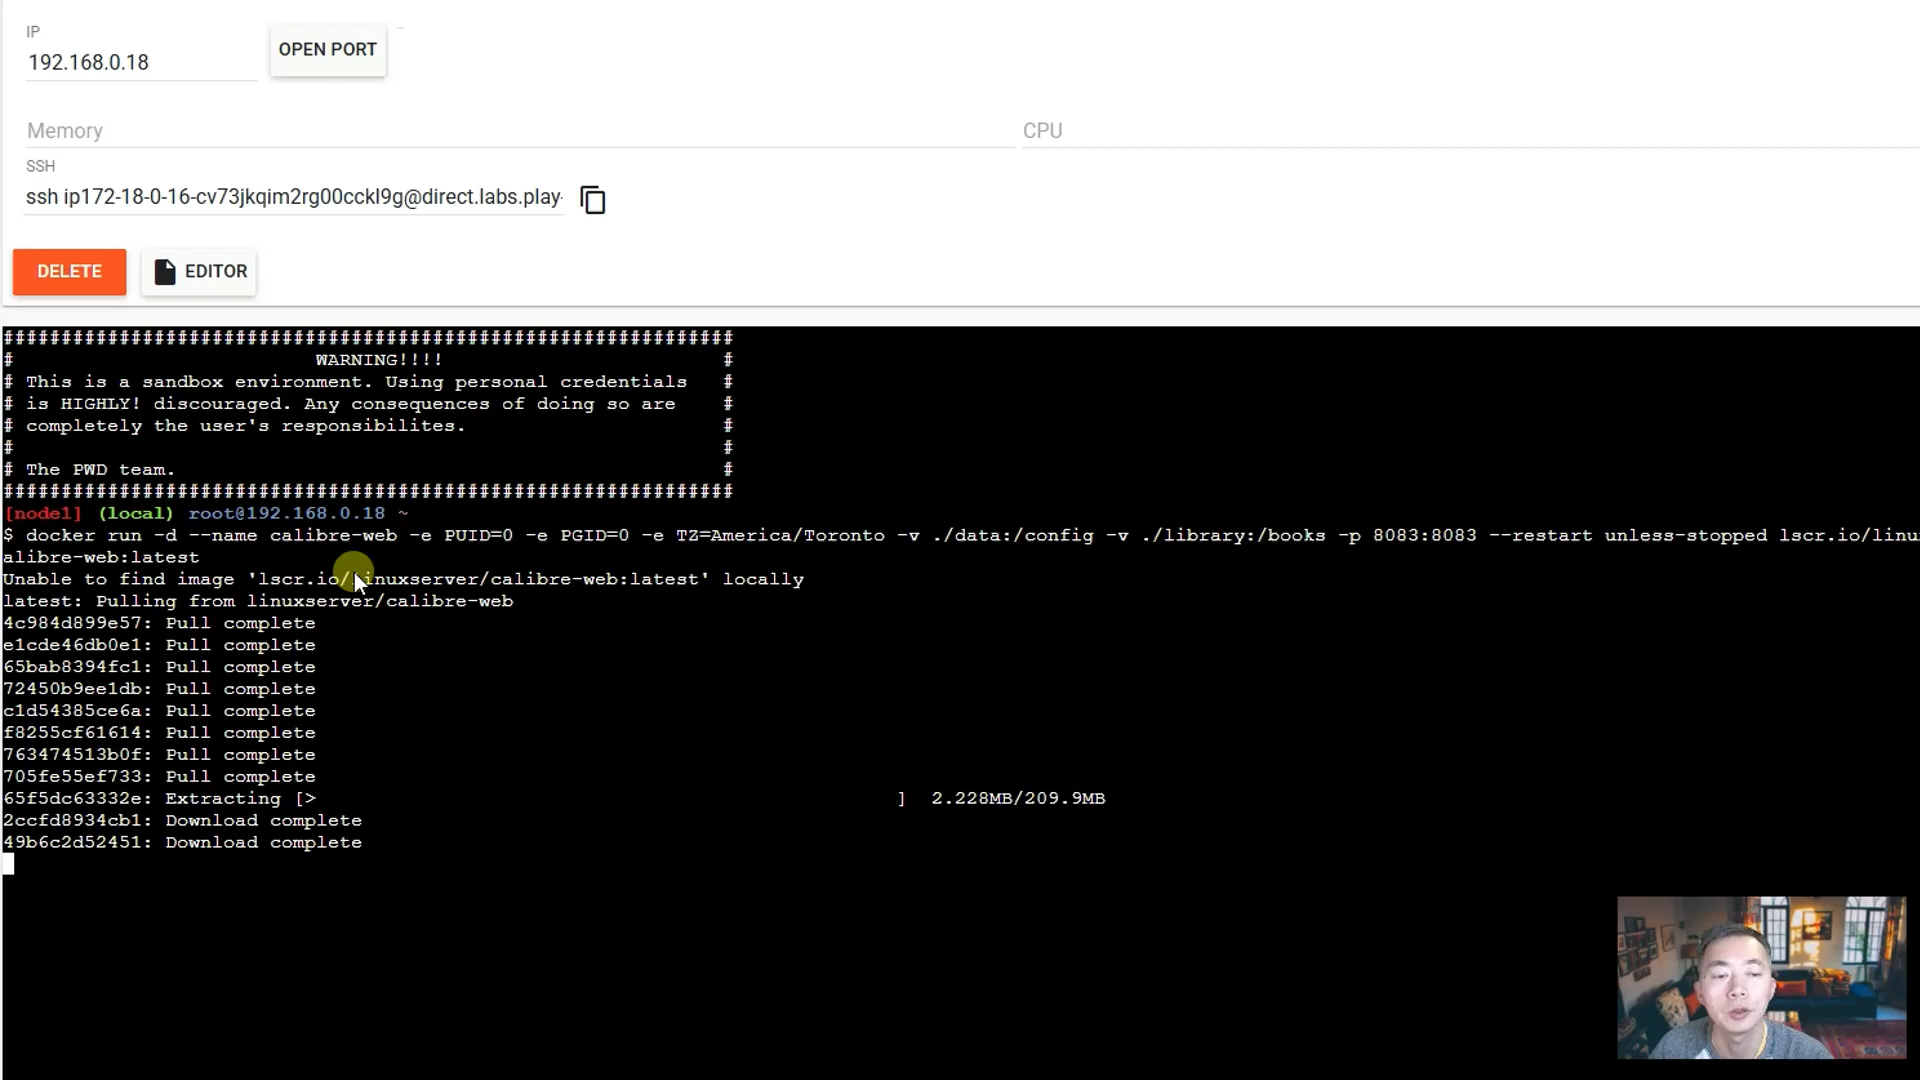 IP
192.168.0.18
OPEN PORT
Memory
CPU
SSH
ssh ip172-18-0-16-cv73jkqim2rg00cckl9g@direct.labs.play-
DELETE
EDITOR
###############################################################
# WARNING!!!! #
# This is a sandbox environment. Using personal credentials #
# is HIGHLY! discouraged. Any consequences of doing so are #
# completely the user's responsibilites. #
# #
# The PWD team. #
###############################################################
[node1] (local) root@192.168.0.18 ~
$ docker run -d --name calibre-web -e PUID=0 -e PGID=0 -e TZ=America/Toronto -v ./data:/config -v ./library:/books -p 8083:8083 --restart unless-stopped lscr.io/linu
alibre-web:latest
Unable to find image 'lscr.io/linuxserver/calibre-web:latest' locally
latest: Pulling from linuxserver/calibre-web
4c984d899e57: Pull complete
e1cde46db0e1: Pull complete
65bab8394fc1: Pull complete
72450b9ee1db: Pull complete
c1d54385ce6a: Pull complete
f8255cf61614: Pull complete
763474513b0f: Pull complete
705fe55ef733: Pull complete
65f5dc63332e: Extracting [> ] 2.228MB/209.9MB
2ccfd8934cb1: Download complete
49b6c2d52451: Download complete